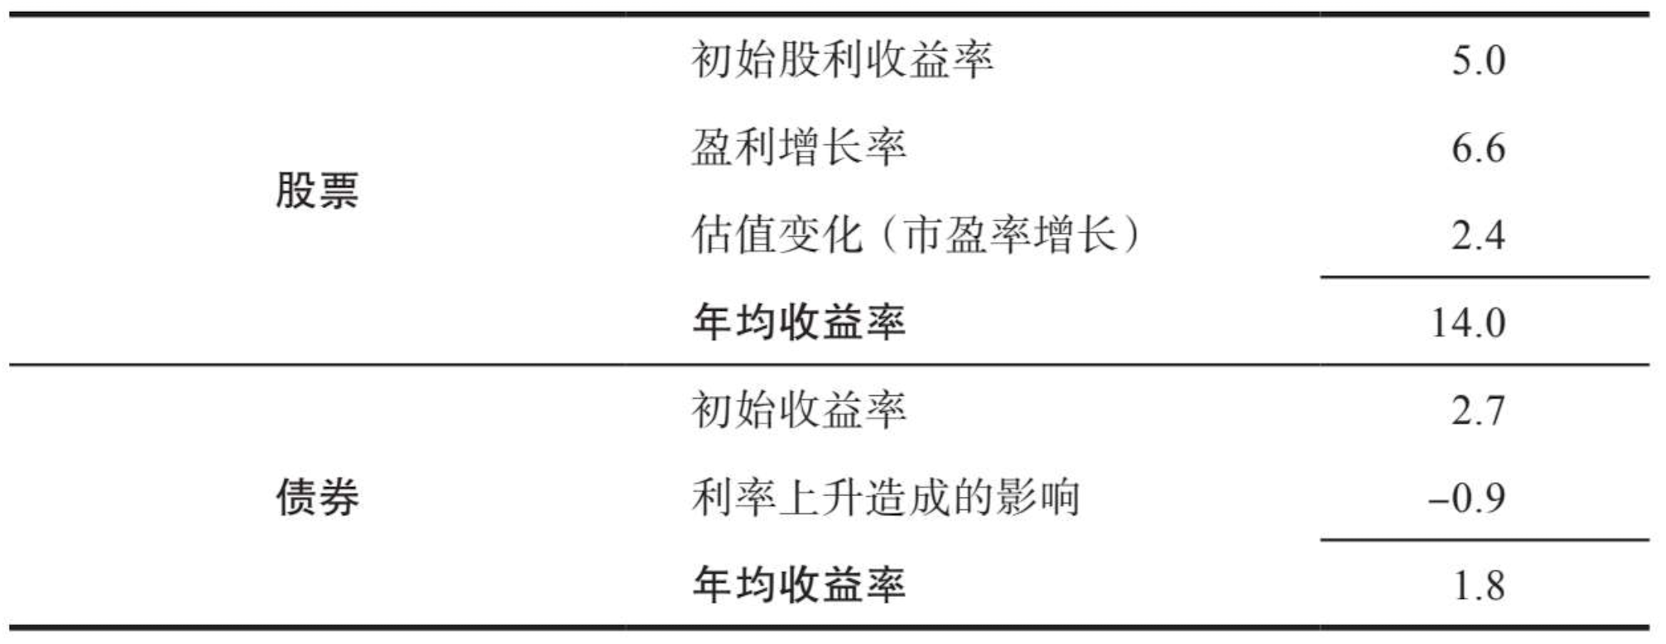 初始股利收益率 5.0
盈利增长率 6.6
股票
估值变化（市盈率增长） 2.4
年均收益率 14.0
初始收益率 2.7
债券
利率上升造成的影响 –0.9
年均收益率 1.8